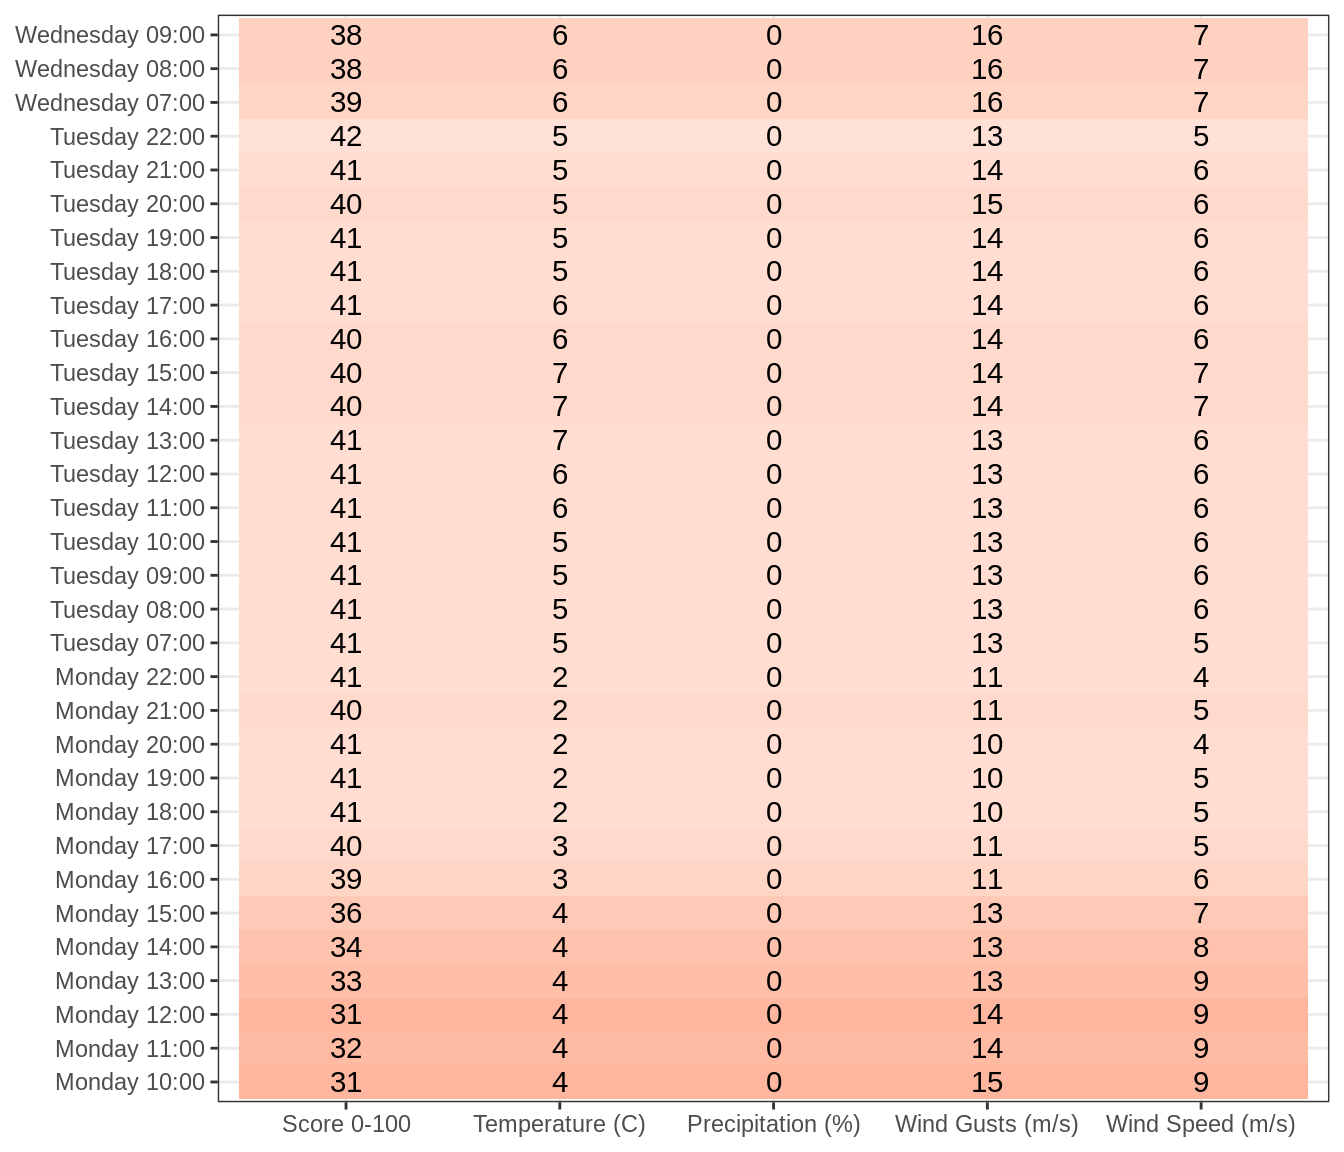 Wednesday 09:00 38 6 0 16 7
Wednesday 08:00 38 6 0 16 7
Wednesday 07:00 39 6 0 16 7
Tuesday 22:00 42 5 0 13 5
Tuesday 21:00 41 5 0 14 6
Tuesday 20:00 40 5 0 15 6
Tuesday 19:00 41 5 0 14 6
Tuesday 18:00 41 5 0 14 6
Tuesday 17:00 41 6 0 14 6
Tuesday 16:00 40 6 0 14 6
Tuesday 15:00 40 7 0 14 7
Tuesday 14:00 40 7 0 14 7
Tuesday 13:00 41 7 0 13 6
Tuesday 12:00 41 6 0 13 6
Tuesday 11:00 41 6 0 13 6
Tuesday 10:00 41 5 0 13 6
Tuesday 09:00 41 5 0 13 6
Tuesday 08:00 41 5 0 13 6
Tuesday 07:00 41 5 0 13 5
Monday 22:00 41 2 0 11 4
Monday 21:00 40 2 0 11 5
Monday 20:00 41 2 0 10 4
Monday 19:00 41 2 0 10 5
Monday 18:00 41 2 0 10 5
Monday 17:00 40 3 0 11 5
Monday 16:00 39 3 0 11 6
Monday 15:00 36 4 0 13 7
Monday 14:00 34 4 0 13 8
Monday 13:00 33 4 0 13 9
Monday 12:00 31 4 0 14 9
Monday 11:00 32 4 0 14 9
Monday 10:00 31 4 0 15 9
Score 0-100 Temperature (C) Precipitation (%) Wind Gusts (m/s) Wind Speed (m/s)